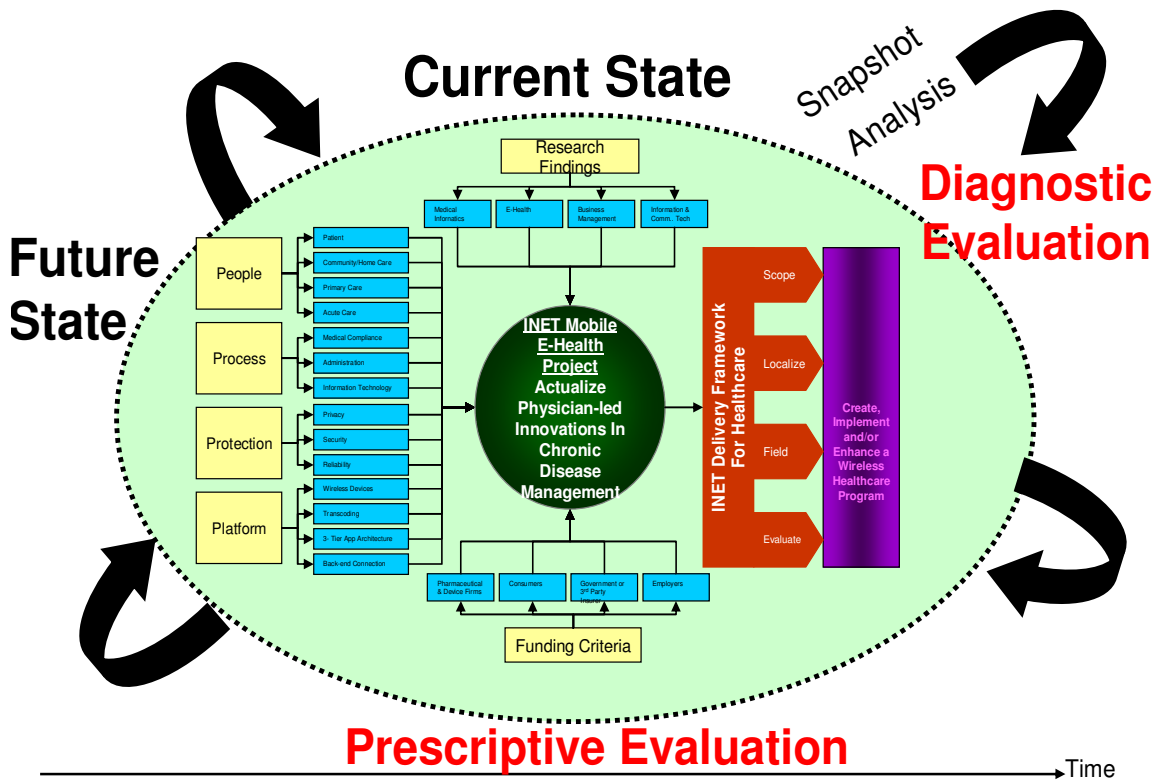 Current State
Snapshot
Analysis
Diagnostic
Evaluation
Future
State
Research
Findings
Medical
Informatics
E-Health
Business
Management
Information &
Comm.. Tech
People
Patient
Community/Home Care
Primary Care
Acute Care
Process
Medical Compliance
Administration
Information Technology
Protection
Privacy
Security
Reliability
Platform
Wireless Devices
Transcoding
3- Tier App Architecture
Back-end Connection
INET Mobile
E-Health
Project
Actualize
Physician-led
Innovations In
Chronic
Disease
Management
INET Delivery Framework
For Healthcare
Scope
Localize
Field
Evaluate
Create,
Implement
and/or
Enhance a
Wireless
Healthcare
Program
Pharmaceutical
& Device Firms
Consumers
Government or
3rd Party
Insurer
Employers
Funding Criteria
Prescriptive Evaluation
Time